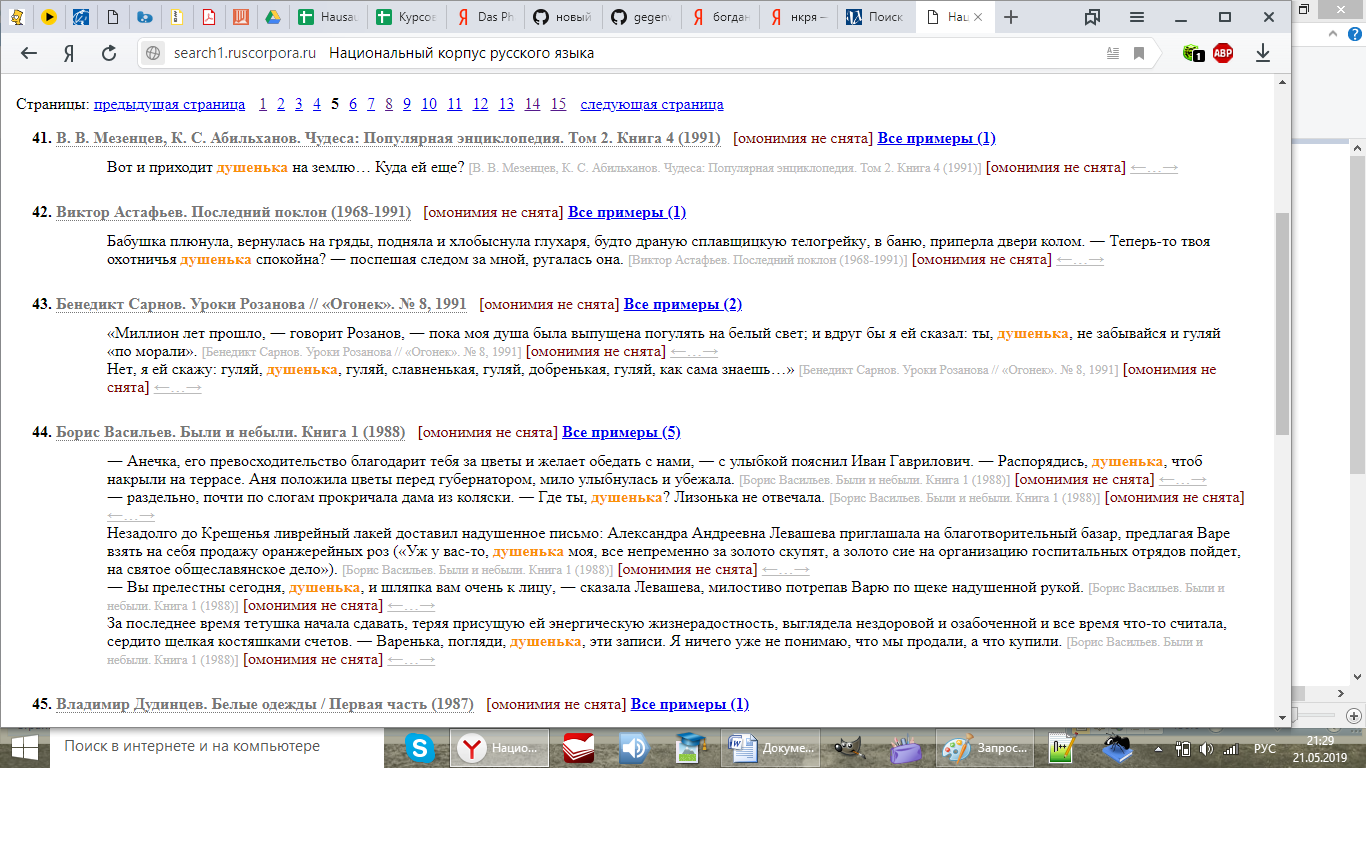 Hausau
Курсов
Das Ph
новый
gegenv
богдан
нкря –
Поиск
Нац
search1.ruscorpora.ru Национальный корпус русского языка
1
ABP
Страницы: предыдущая страница 1 2 3 4 5 6 7 8 9 10 11 12 13 14 15 следующая страница
41. В. В. Мезенцев, К. С. Абильханов. Чудеса: Популярная энциклопедия. Том 2. Книга 4 (1991) [омонимия не снята] Все примеры (1)
Вот и приходит душенька на землю… Куда ей еще? [В. В. Мезенцев, К. С. Абильханов. Чудеса: Популярная энциклопедия. Том 2. Книга 4 (1991)] [омонимия не снята] ←…→
42. Виктор Астафьев. Последний поклон (1968-1991) [омонимия не снята] Все примеры (1)
Бабушка плюнула, вернулась на гряды, подняла и хлобыснула глухаря, будто драную сплавщицкую телогрейку, в баню, приперла двери колом. — Теперь-то твоя
охотничья душенька спокойна? — поспешая следом за мной, ругалась она. [Виктор Астафьев. Последний поклон (1968-1991)] [омонимия не снята] ←…→
43. Бенедикт Сарнов. Уроки Розанова // «Огонек». № 8, 1991 [омонимия не снята] Все примеры (2)
«Миллион лет прошло, — говорит Розанов, — пока моя душа была выпущена погулять на белый свет; и вдруг бы я ей сказал: ты, душенька, не забывайся и гуляй
«по морали». [Бенедикт Сарнов. Уроки Розанова // «Огонек». № 8, 1991] [омонимия не снята] ←…→
Нет, я ей скажу: гуляй, душенька, гуляй, славненькая, гуляй, добренькая, гуляй, как сама знаешь…» [Бенедикт Сарнов. Уроки Розанова // «Огонек». № 8, 1991] [омонимия не
снята] ←…→
44. Борис Васильев. Были и небыли. Книга 1 (1988) [омонимия не снята] Все примеры (5)
— Анечка, его превосходительство благодарит тебя за цветы и желает обедать с нами, — с улыбкой пояснил Иван Гаврилович. — Распорядись, душенька, чтоб
накрыли на террасе. Аня положила цветы перед губернатором, мило улыбнулась и убежала. [Борис Васильев. Были и небыли. Книга 1 (1988)] [омонимия не снята] ←…→
— раздельно, почти по слогам прокричала дама из коляски. — Где ты, душенька? Лизонька не отвечала. [Борис Васильев. Были и небыли. Книга 1 (1988)] [омонимия не снята]
←…→
Незадолго до Крещенья ливрейный лакей доставил надушенное письмо: Александра Андреевна Левашева приглашала на благотворительный базар, предлагая Варе
взять на себя продажу оранжерейных роз («Уж у вас-то, душенька моя, все непременно за золото скупят, а золото сие на организацию госпитальных отрядов пойдет,
на святое общеславянское дело»). [Борис Васильев. Были и небыли. Книга 1 (1988)] [омонимия не снята] ←…→
— Вы прелестны сегодня, душенька, и шляпка вам очень к лицу, — сказала Левашева, милостиво потрепав Варю по щеке надушенной рукой. [Борис Васильев. Были и
небыли. Книга 1 (1988)] [омонимия не снята] ←…→
За последнее время тетушка начала сдавать, теряя присущую ей энергическую жизнерадостность, выглядела нездоровой и озабоченной и все время что-то считала,
сердито щелкая костяшками счетов. — Варенька, погляди, душенька, эти записи. Я ничего уже не понимаю, что мы продали, а что купили. [Борис Васильев. Были и
небыли. Книга 1 (1988)] [омонимия не снята] ←…→
45. Владимир Дудинцев. Белые одежды / Первая часть (1987) [омонимия не снята] Все примеры (1)
Поиск в интернете и на компьютере
Нацио...
Докуме...
Запрос...
РУС
21:29
21.05.2019